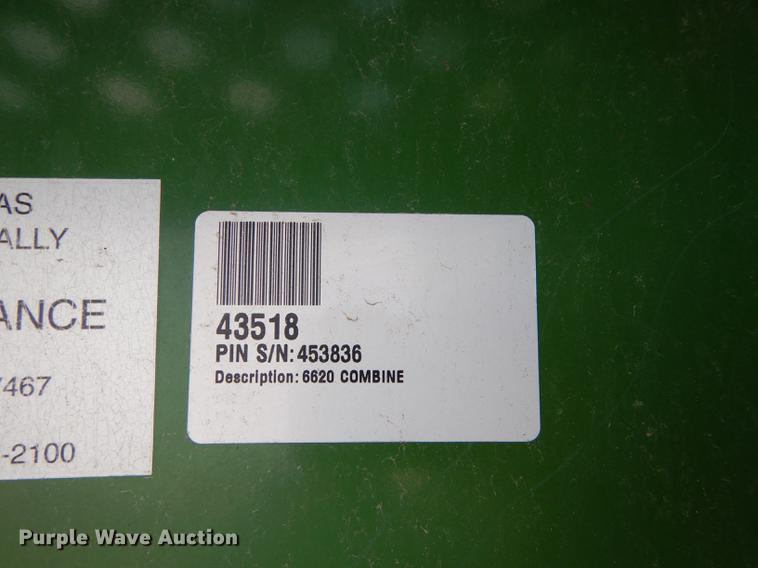 AS
ALLY
ANCE
7467
-2100
43518
PIN S/N: 453836
Description: 6620 COMBINE
Purple Wave Auction